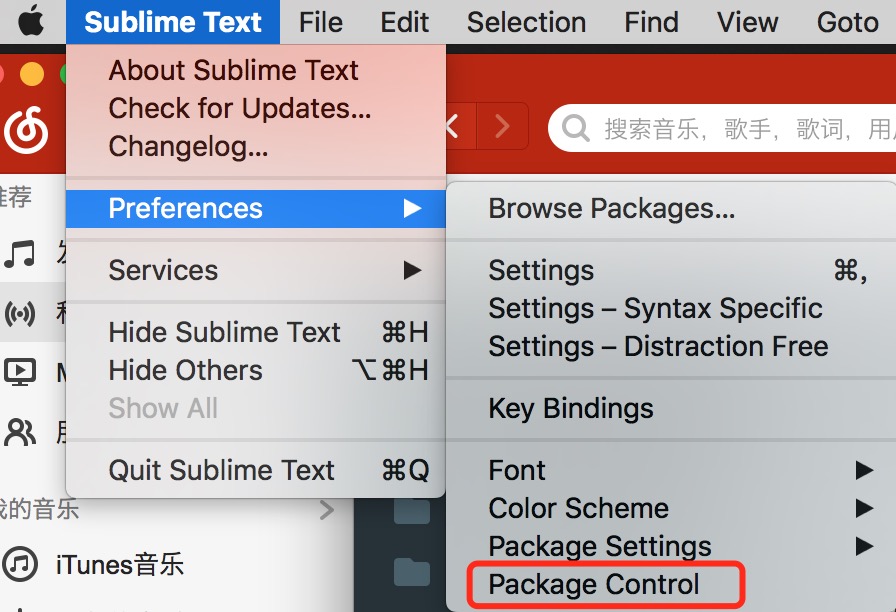 Sublime Text File Edit Selection Find View Goto
About Sublime Text
Check for Updates...
Changelog...
搜索音乐，歌手，歌词，用
Preferences
Services
Hide Sublime Text ⌘H
Hide Others ⌥⌘H
Show All
Quit Sublime Text ⌘Q
Browse Packages...
Settings ⌘,
Settings – Syntax Specific
Settings – Distraction Free
Key Bindings
Font
Color Scheme
Package Settings
Package Control
推荐
我的音乐
iTunes音乐